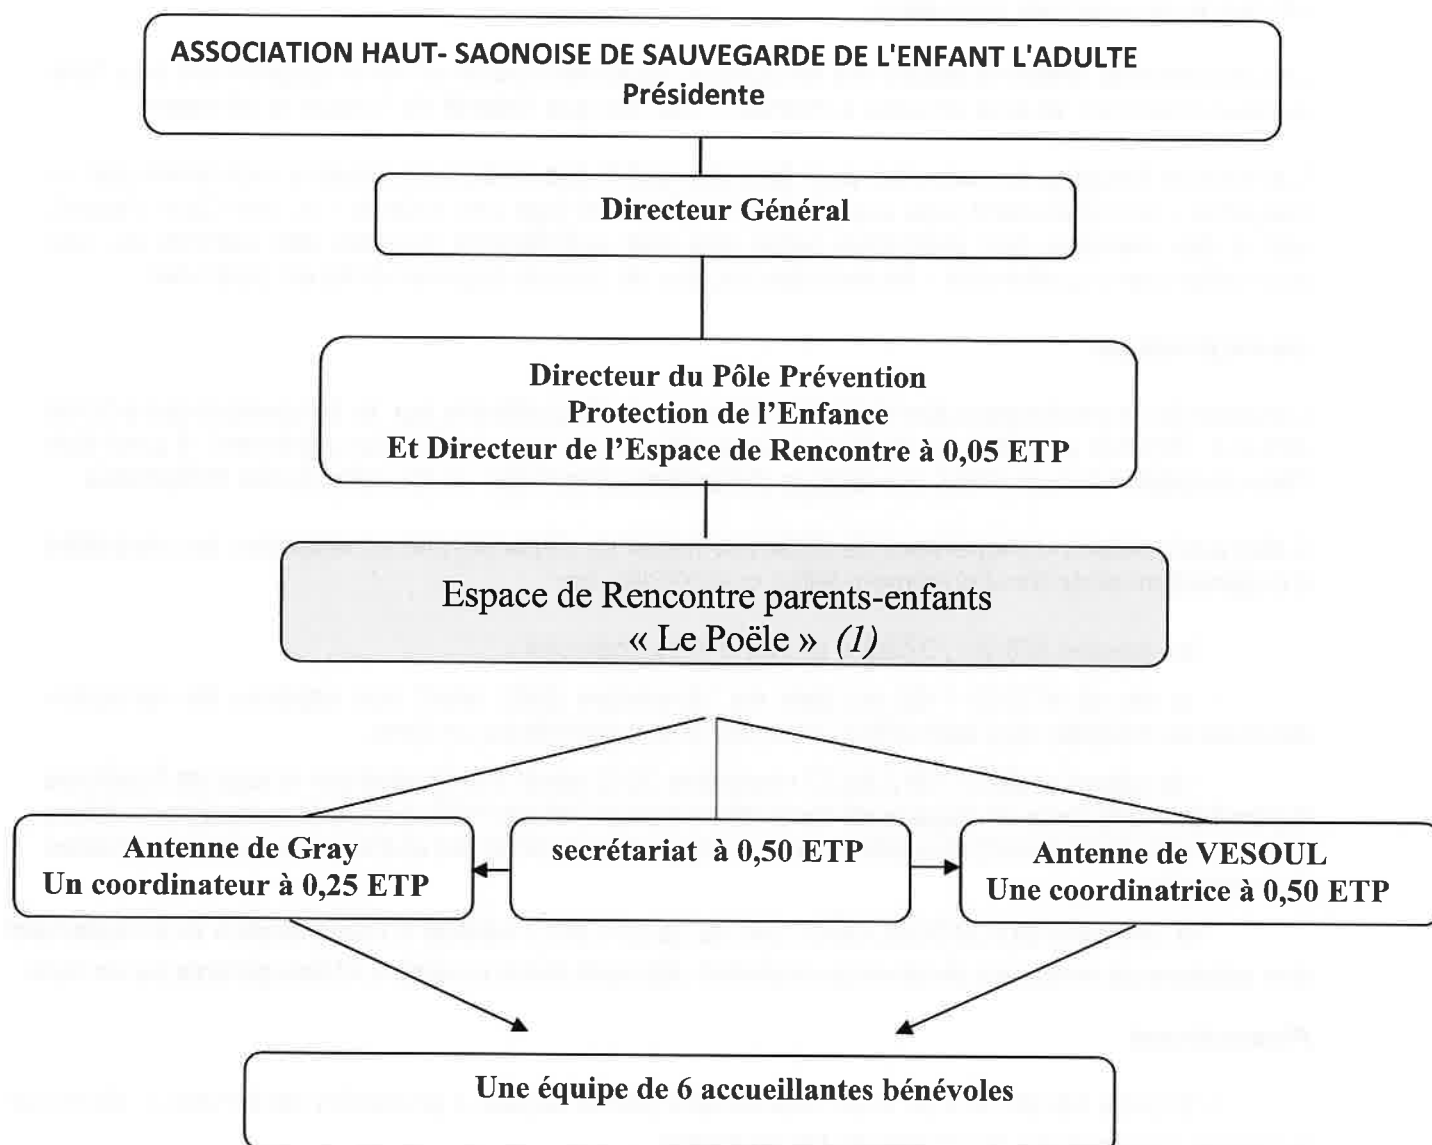 ASSOCIATION HAUT- SAONOISE DE SAUVEGARDE DE L'ENFANT L'ADULTE
Présidente
Directeur Général
Directeur du Pôle Prévention
Protection de l’Enfance
Et Directeur de l’Espace de Rencontre à 0,05 ETP
Espace de Rencontre parents-enfants
« Le Poële » (1)
Antenne de Gray
Un coordinateur à 0,25 ETP
secrétariat à 0,50 ETP
Antenne de VESOUL
Une coordinatrice à 0,50 ETP
Une équipe de 6 accueillantes bénévoles